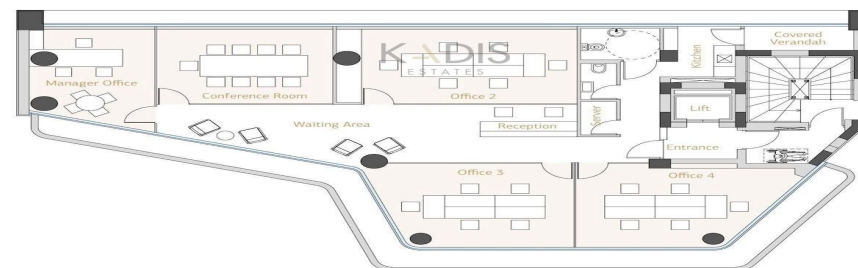 Covered
Verandah
KADIS
ESTATES
Kitchen
Manager Office
Conference Room
Office 2
Lift
Server
Waiting Area
Reception
Entrance
Office 3
Office 4